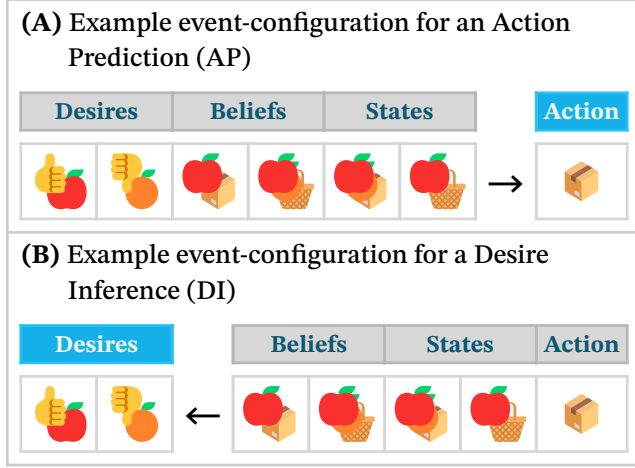 (A) Example event-configuration for an Action
Prediction (AP)
Desires Beliefs States Action
→
(B) Example event-configuration for a Desire
Inference (DI)
Desires Beliefs States Action
←